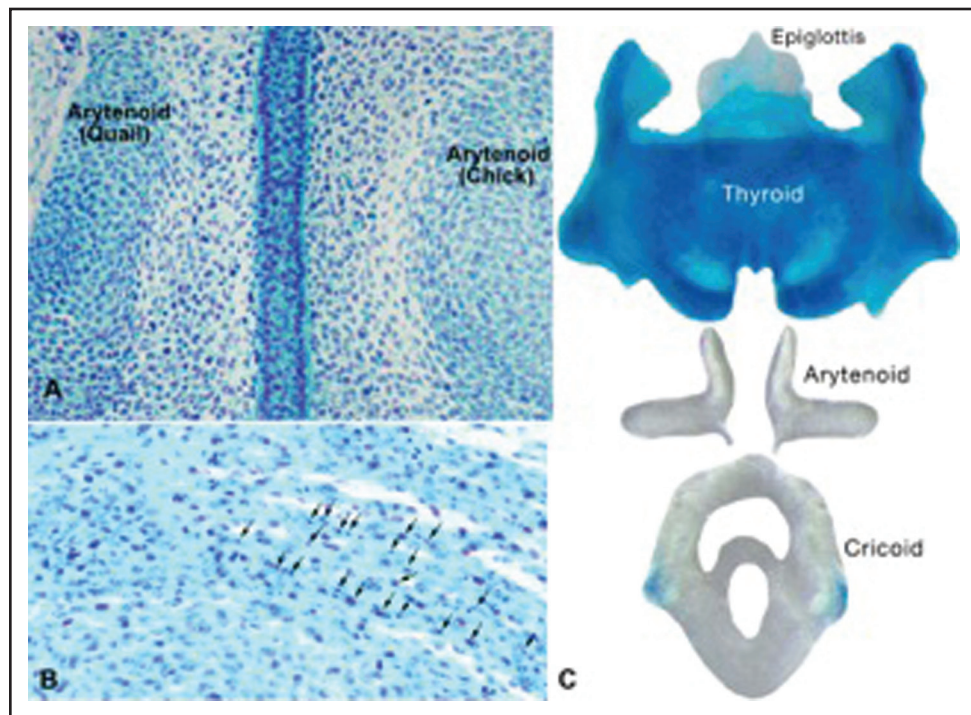 Arytenoid
(Quail)
Arytenoid
(Chick)
A
B
Epiglottis
Thyroid
Arytenoid
Cricoid
C